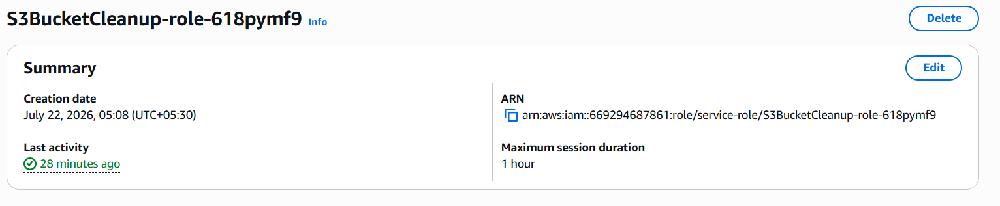 S3BucketCleanup-role-618pymf9 Info
Delete
Summary
Edit
Creation date
July 22, 2026, 05:08 (UTC+05:30)
ARN
arn:aws:iam::669294687861:role/service-role/S3BucketCleanup-role-618pymf9
Last activity
28 minutes ago
Maximum session duration
1 hour